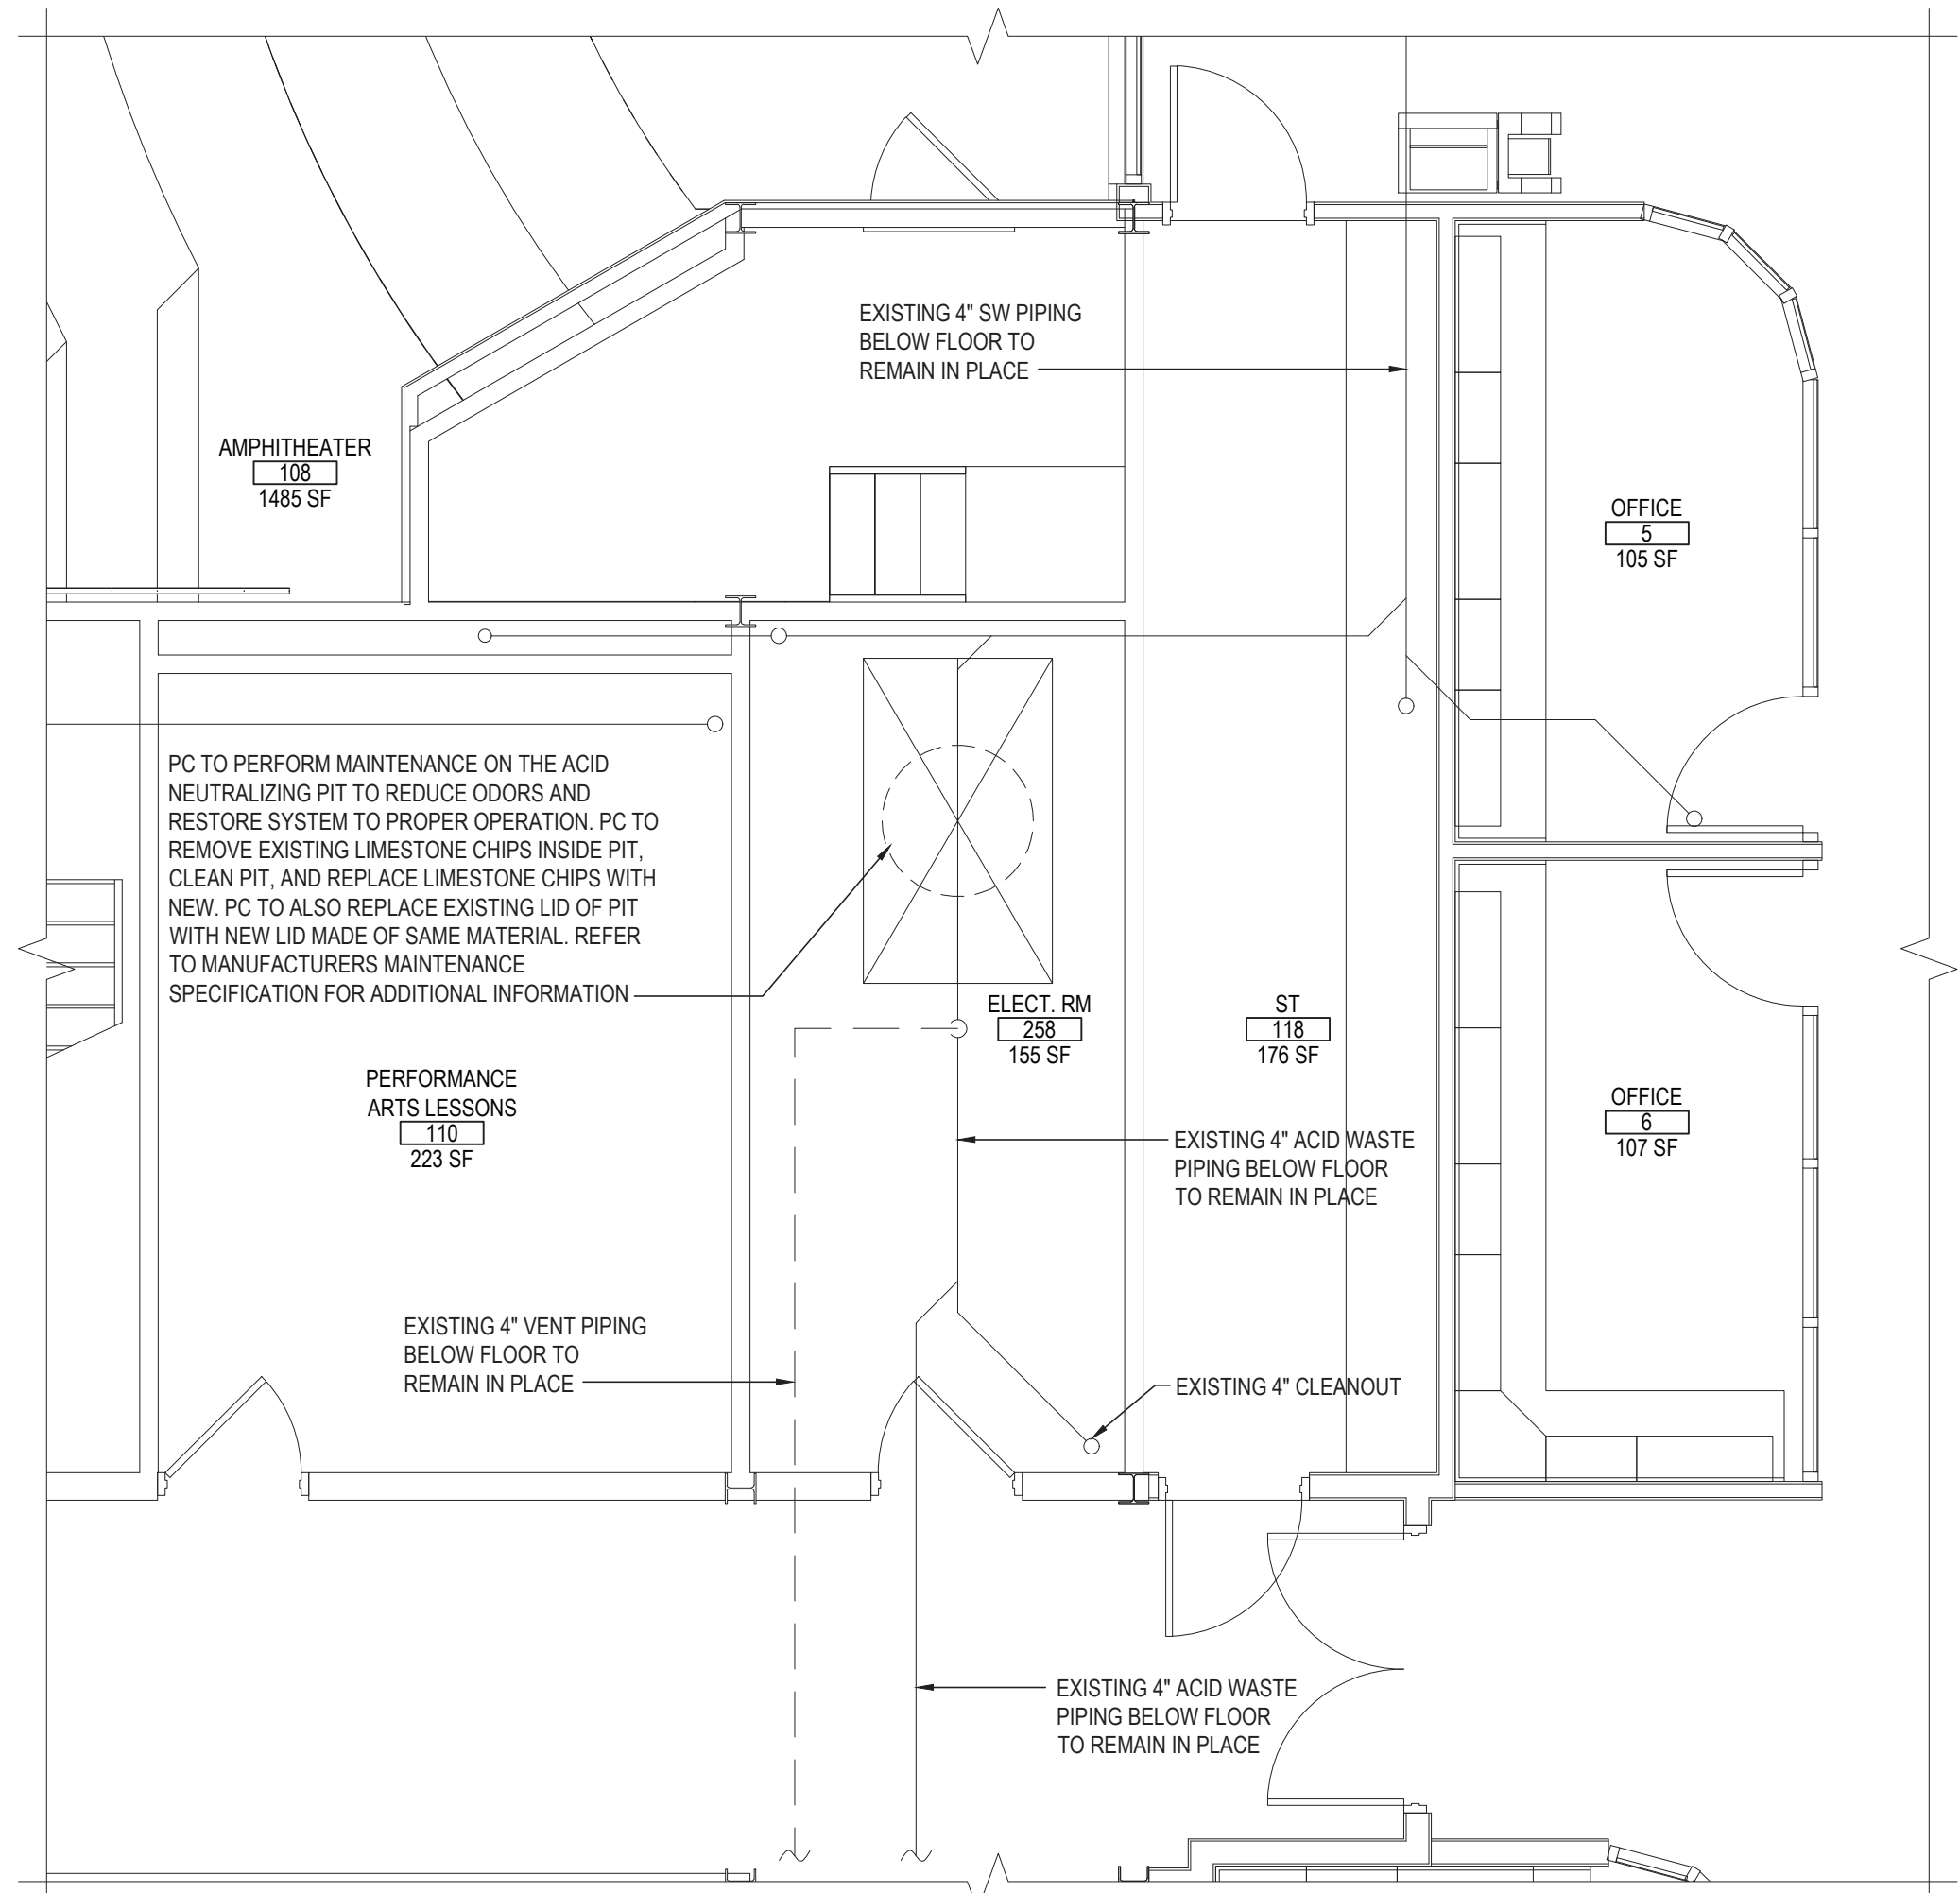 EXISTING 4" SW PIPING
BELOW FLOOR TO
REMAIN IN PLACE
AMPHITHEATER
108
1485 SF
OFFICE
5
105 SF
PC TO PERFORM MAINTENANCE ON THE ACID
NEUTRALIZING PIT TO REDUCE ODORS AND
RESTORE SYSTEM TO PROPER OPERATION. PC TO
REMOVE EXISTING LIMESTONE CHIPS INSIDE PIT,
CLEAN PIT, AND REPLACE LIMESTONE CHIPS WITH
NEW. PC TO ALSO REPLACE EXISTING LID OF PIT
WITH NEW LID MADE OF SAME MATERIAL. REFER
TO MANUFACTURERS MAINTENANCE
SPECIFICATION FOR ADDITIONAL INFORMATION
ELECT. RM
258
155 SF
ST
118
176 SF
PERFORMANCE
ARTS LESSONS
110
223 SF
OFFICE
6
107 SF
EXISTING 4" ACID WASTE
PIPING BELOW FLOOR
TO REMAIN IN PLACE
EXISTING 4" VENT PIPING
BELOW FLOOR TO
REMAIN IN PLACE
EXISTING 4" CLEANOUT
EXISTING 4" ACID WASTE
PIPING BELOW FLOOR
TO REMAIN IN PLACE